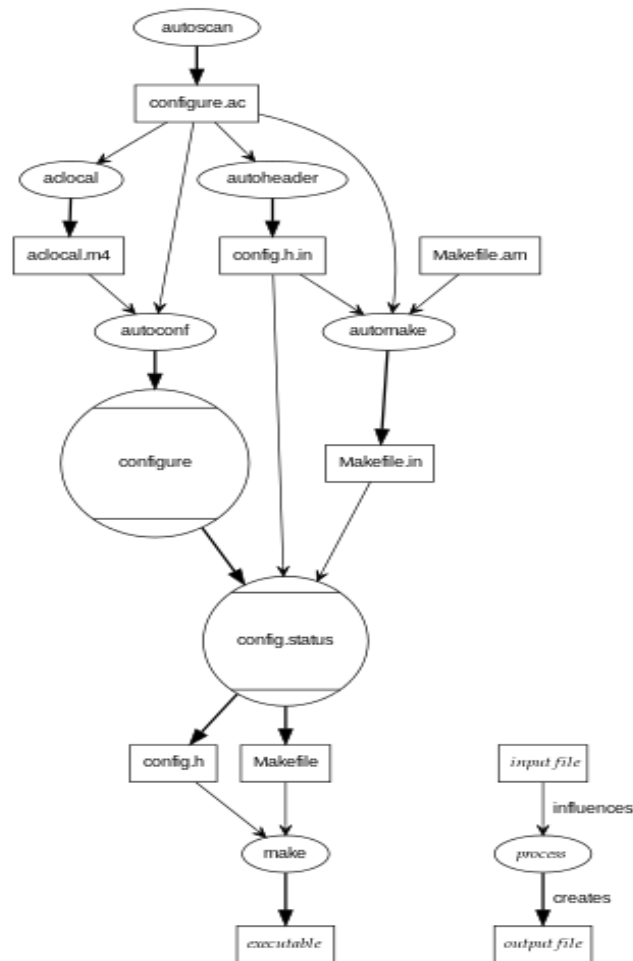 autoscan
configure.ac
aclocal
autoheader
aclocal.m4
config.h.in
Makefile.am
autoconf
automake
configure
Makefile.in
config.status
config.h
Makefile
input file
influences
make
process
creates
executable
output file